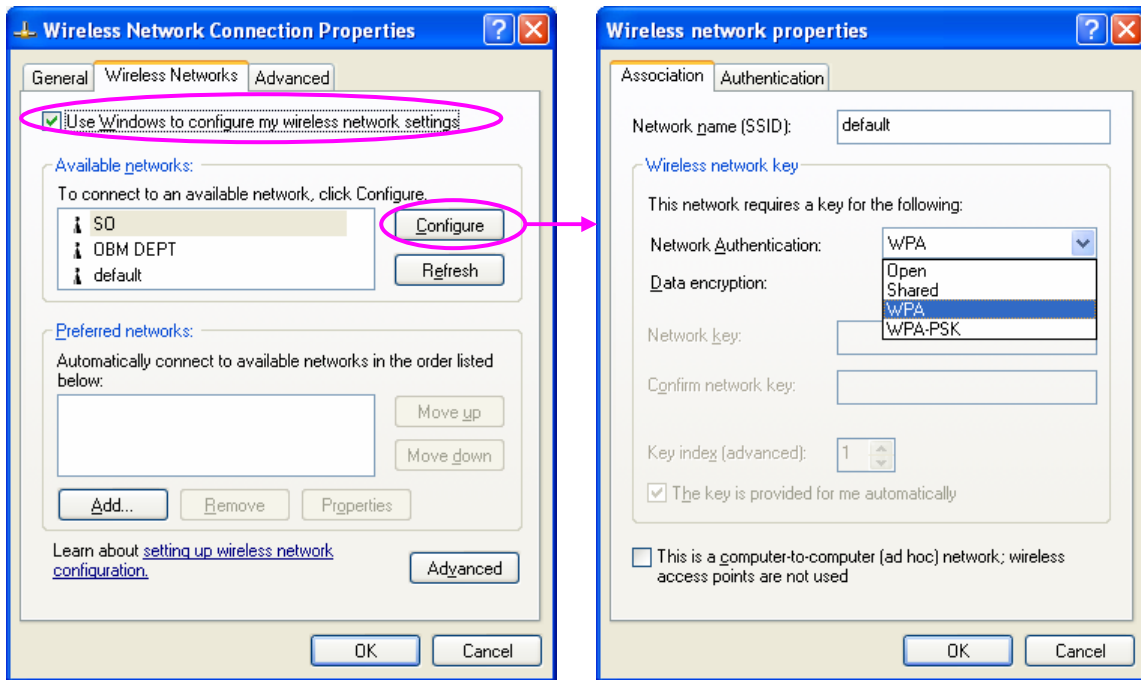 Wireless Network Connection Properties
General
Wireless Networks
Advanced
Use Windows to configure my wireless network settings
Available networks:
To connect to an available network, click Configure.
SO
OBM DEPT
default
Configure
Refresh
Preferred networks:
Automatically connect to available networks in the order listed
below:
Move up
Move down
Add...
Remove
Properties
Learn about setting up wireless network
configuration.
Advanced
OK
Cancel
Wireless network properties
Association
Authentication
Network name (SSID):
default
Wireless network key
This network requires a key for the following:
Network Authentication:
WPA
Data encryption:
Open
Shared
WPA
WPA-PSK
Network key:
Confirm network key:
Key index (advanced):
1
The key is provided for me automatically
This is a computer-to-computer (ad hoc) network; wireless
access points are not used
OK
Cancel